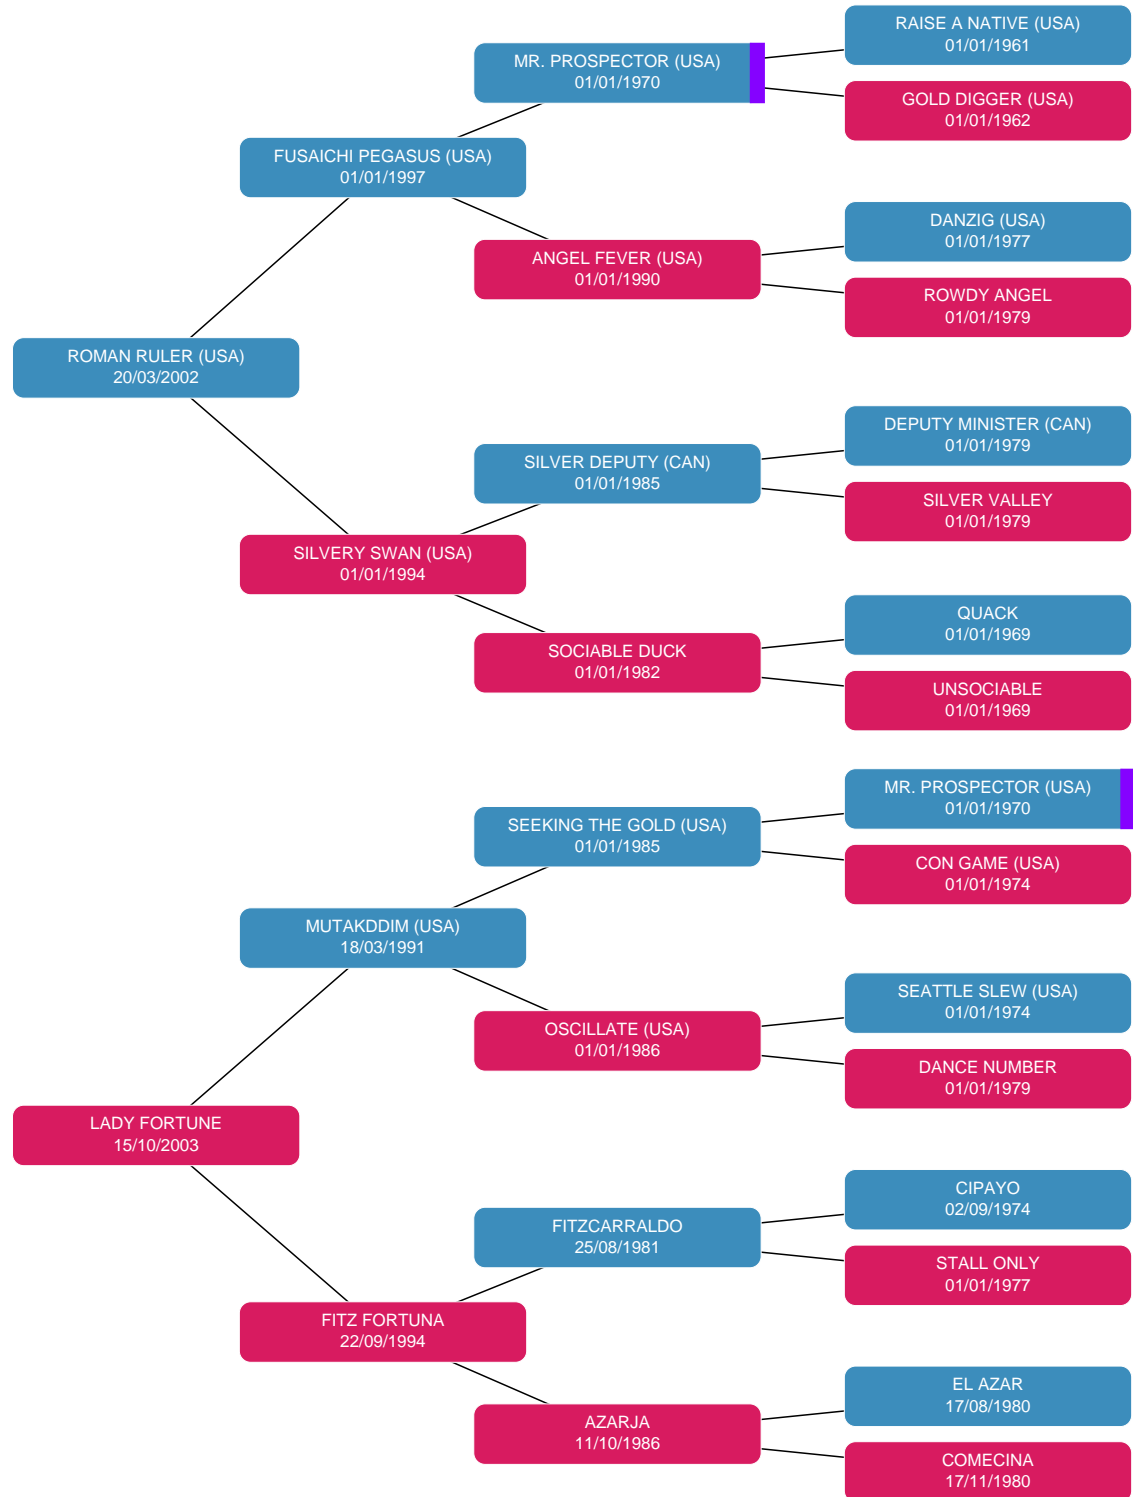 RAISE A NATIVE (USA)
01/01/1961
MR. PROSPECTOR (USA)
01/01/1970
GOLD DIGGER (USA)
01/01/1962
FUSAICHI PEGASUS (USA)
01/01/1997
DANZIG (USA)
01/01/1977
ANGEL FEVER (USA)
01/01/1990
ROWDY ANGEL
01/01/1979
ROMAN RULER (USA)
20/03/2002
DEPUTY MINISTER (CAN)
01/01/1979
SILVER DEPUTY (CAN)
01/01/1985
SILVER VALLEY
01/01/1979
SILVERY SWAN (USA)
01/01/1994
QUACK
01/01/1969
SOCIABLE DUCK
01/01/1982
UNSOCIABLE
01/01/1969
MR. PROSPECTOR (USA)
01/01/1970
SEEKING THE GOLD (USA)
01/01/1985
CON GAME (USA)
01/01/1974
MUTAKDDIM (USA)
18/03/1991
SEATTLE SLEW (USA)
01/01/1974
OSCILLATE (USA)
01/01/1986
DANCE NUMBER
01/01/1979
LADY FORTUNE
15/10/2003
CIPAYO
02/09/1974
FITZCARRALDO
25/08/1981
STALL ONLY
01/01/1977
FITZ FORTUNA
22/09/1994
EL AZAR
17/08/1980
AZARJA
11/10/1986
COMECINA
17/11/1980